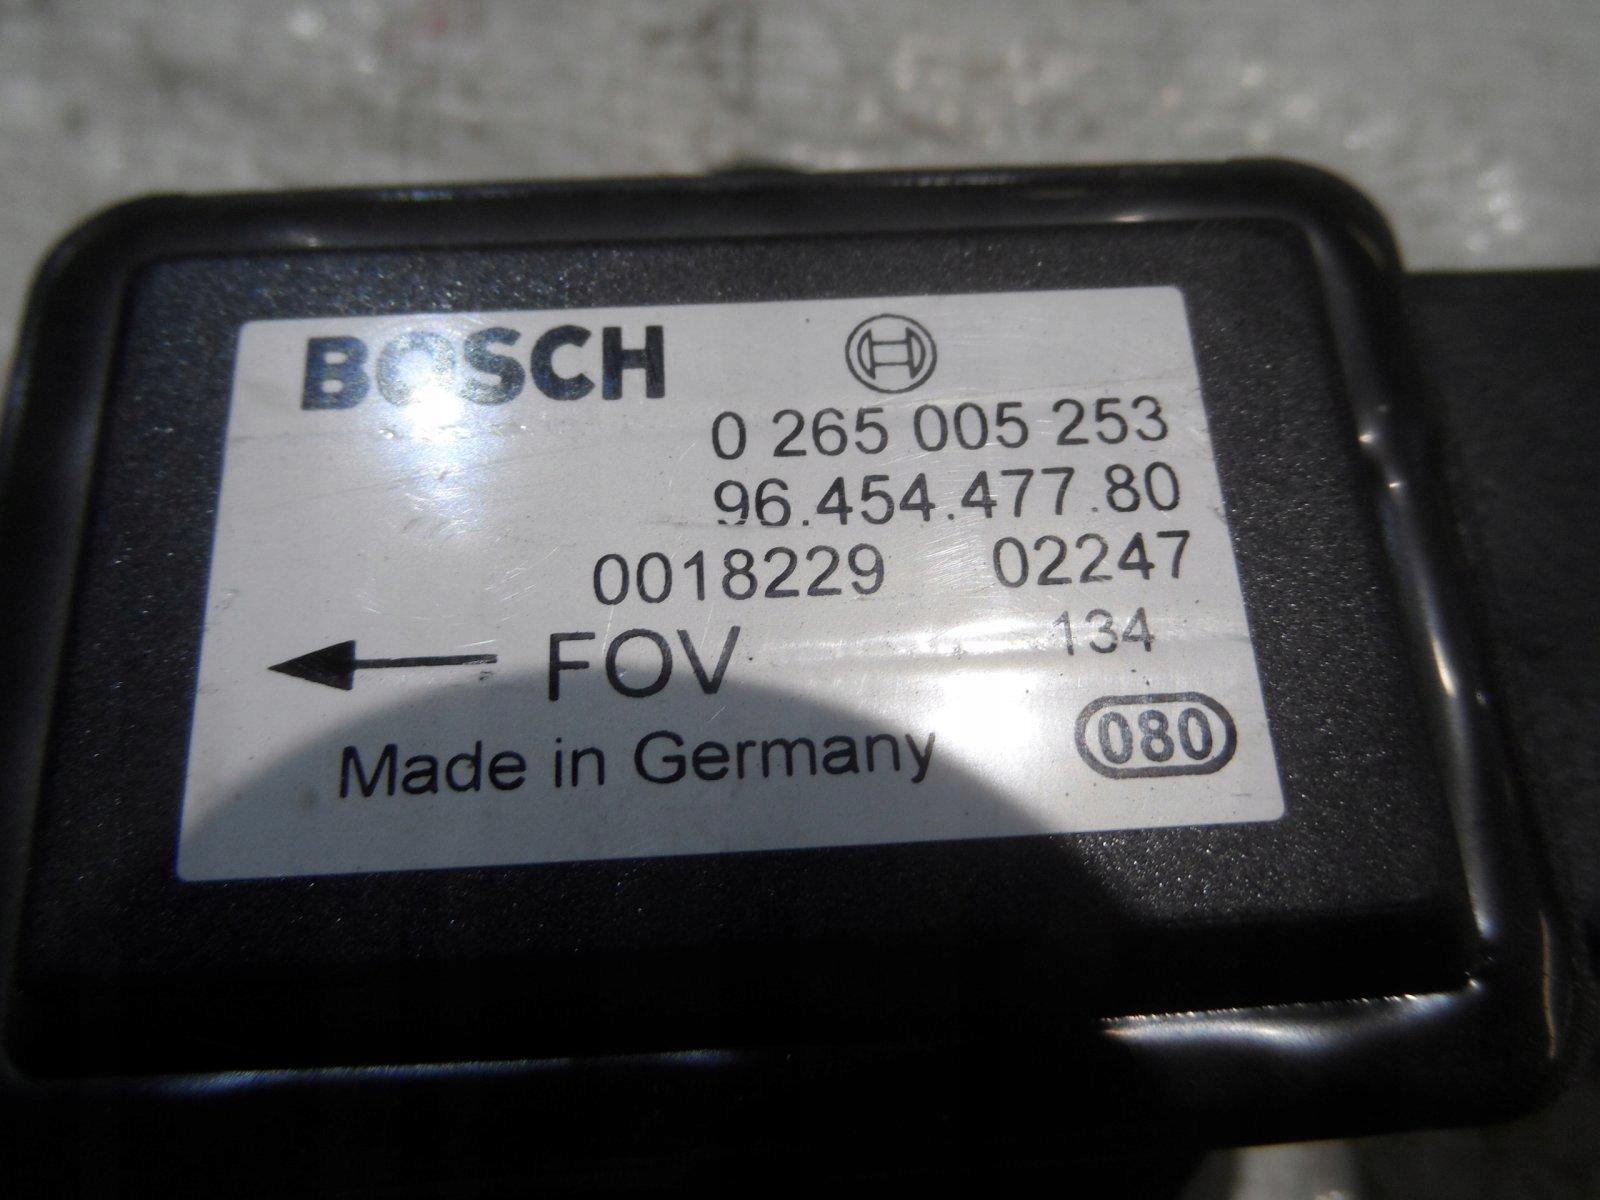 BOSCH
0 265 005 253
96.454.477.80
0018229 02247
FOV 134
Made in Germany 080